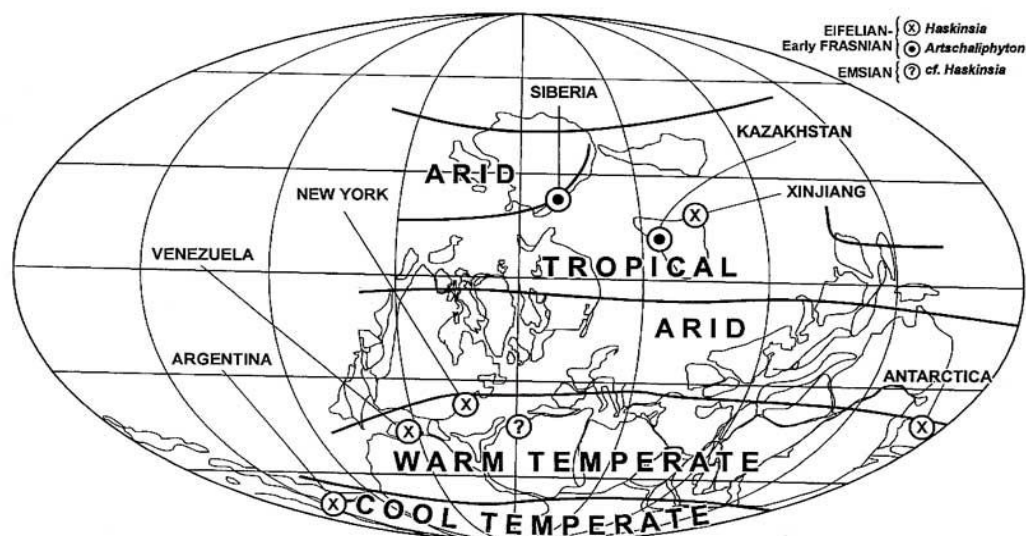 EIFELIAN- Early FRASNIAN { ⓧ Haskinsia
⦿ Artschaliphyton
EMSIAN { ? cf. Haskinsia
SIBERIA
KAZAKHSTAN
ARID
NEW YORK
XINJIANG
VENEZUELA
TROPICAL
ARID
ARGENTINA
ANTARCTICA
WARM TEMPERATE
COOL TEMPERATE